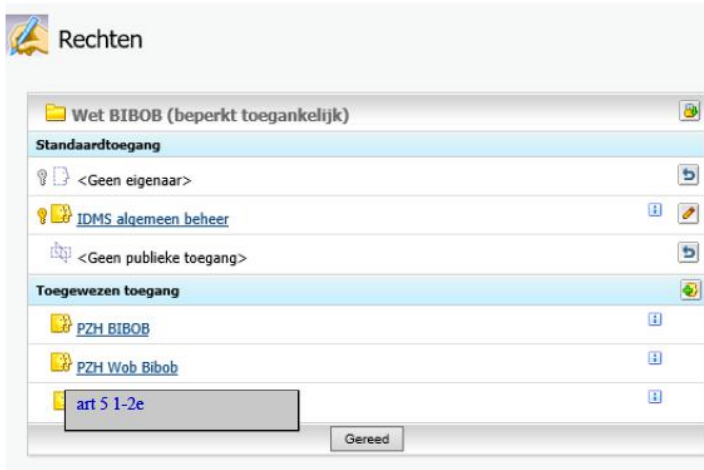 Rechten
Wet BIBOB (beperkt toegankelijk)
Standaardtoegang
<Geen eigenaar>
IDMS algemeen beheer
<Geen publieke toegang>
Toegewezen toegang
PZH BIBOB
PZH Wob Bibob
art 5 1-2e
Gereed